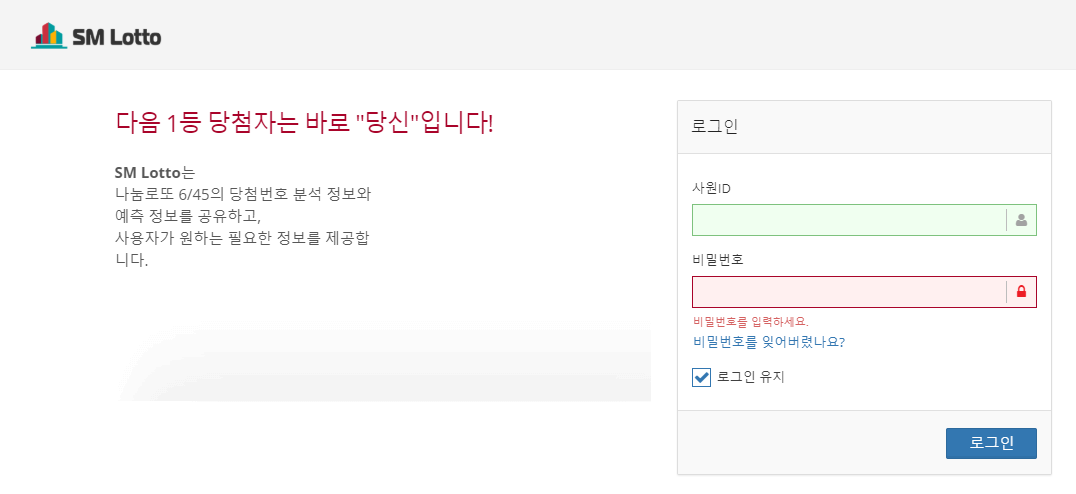 SM Lotto
다음 1등 당첨자는 바로 "당신"입니다!
SM Lotto는
나눔로또 6/45의 당첨번호 분석 정보와
예측 정보를 공유하고,
사용자가 원하는 필요한 정보를 제공합
니다.
로그인
사원ID
비밀번호
비밀번호를 입력하세요.
비밀번호를 잊어버렸나요?
로그인 유지
로그인